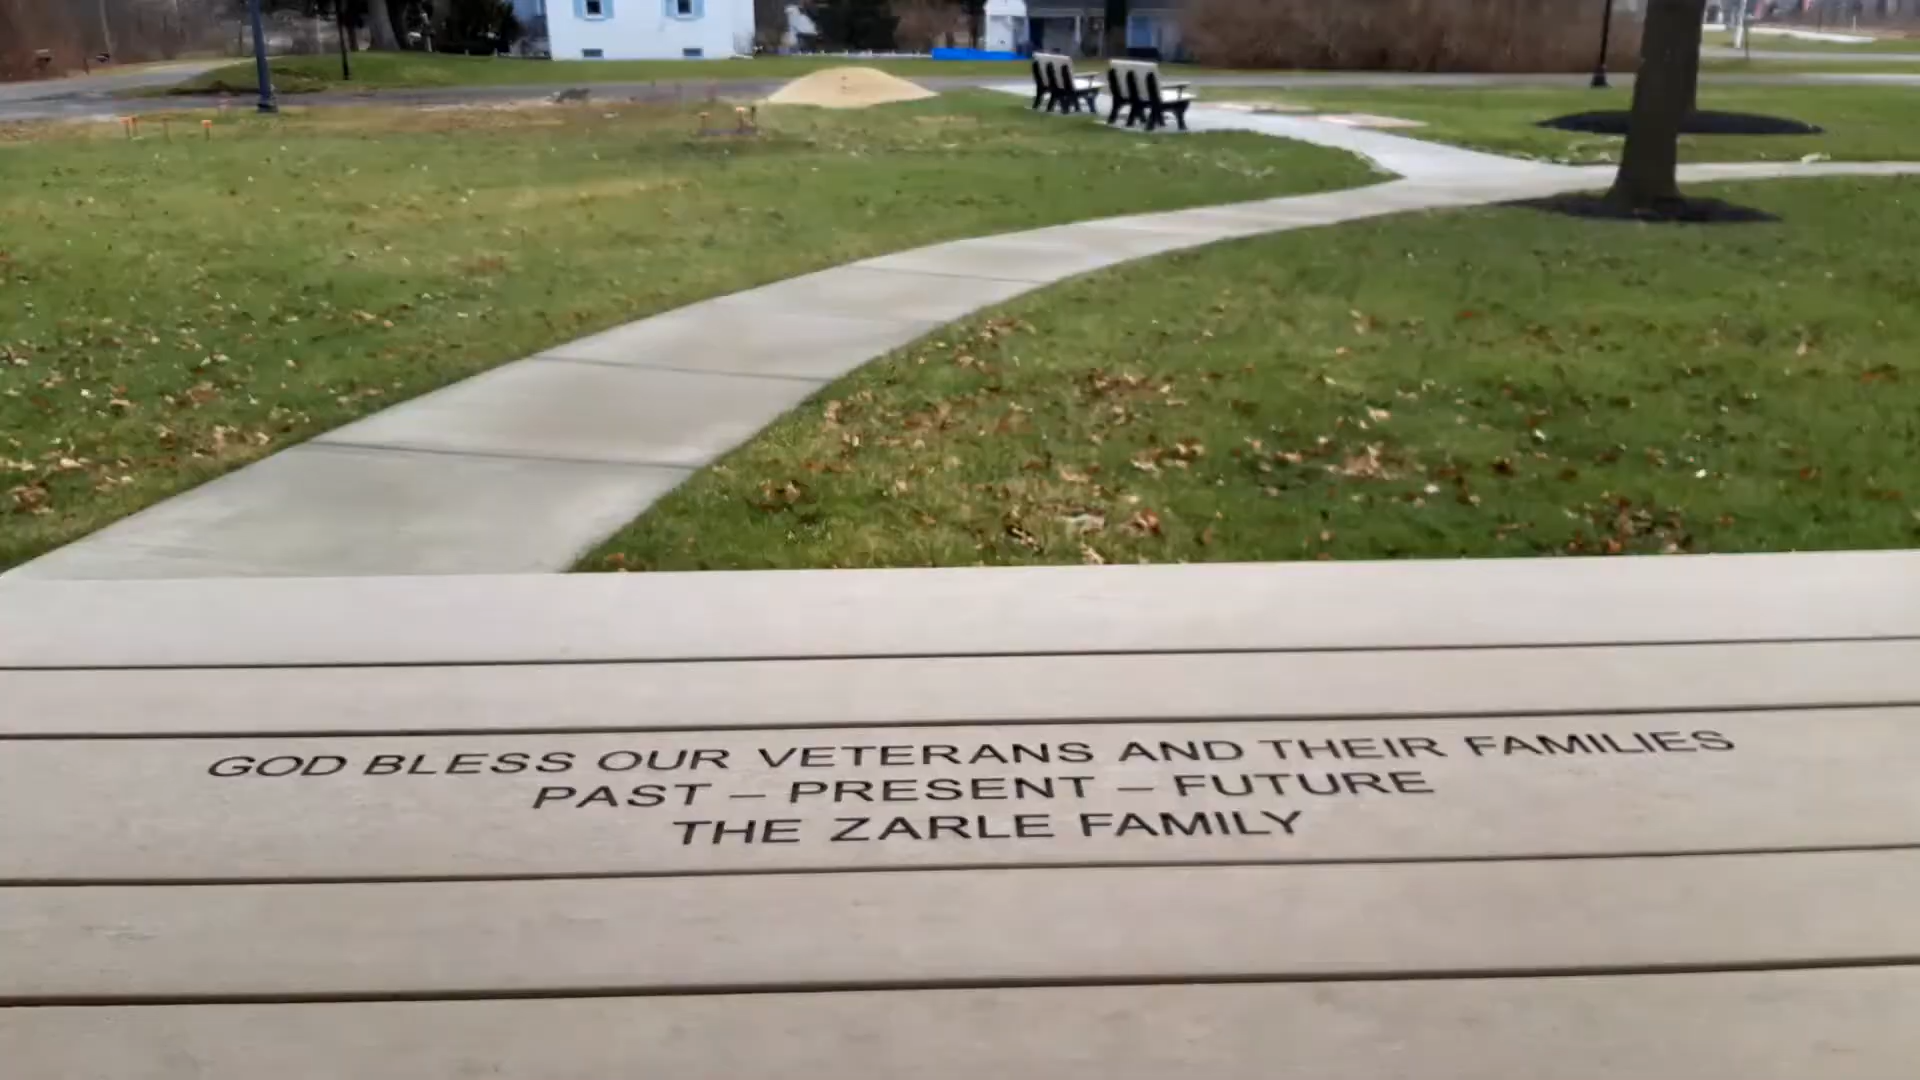 GOD BLESS OUR VETERANS AND THEIR FAMILIES
PAST – PRESENT – FUTURE
THE ZARLE FAMILY